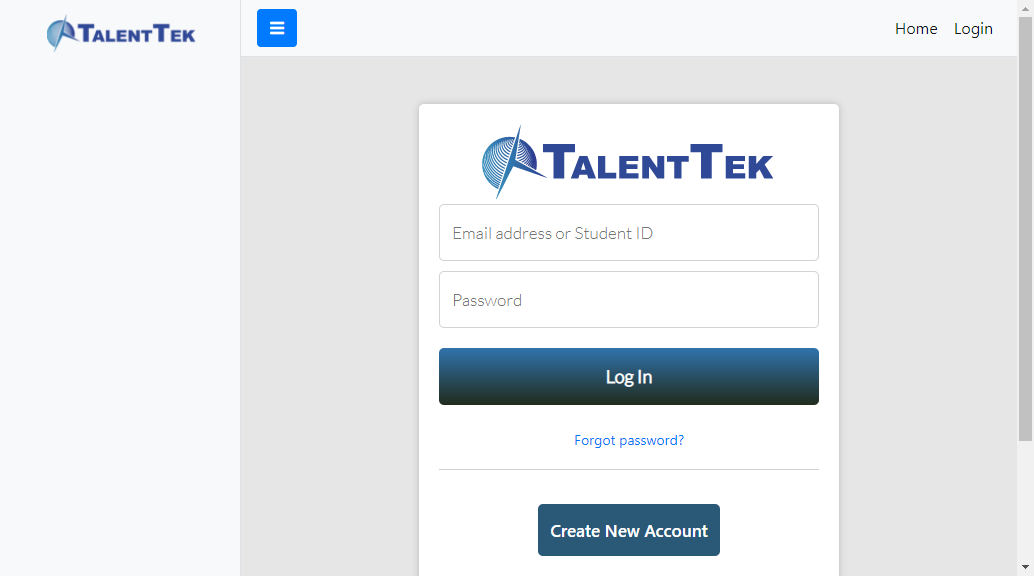 TALENTTEK
Home
Login
TALENTTEK
Email address or Student ID
Password
Log In
Forgot password?
Create New Account